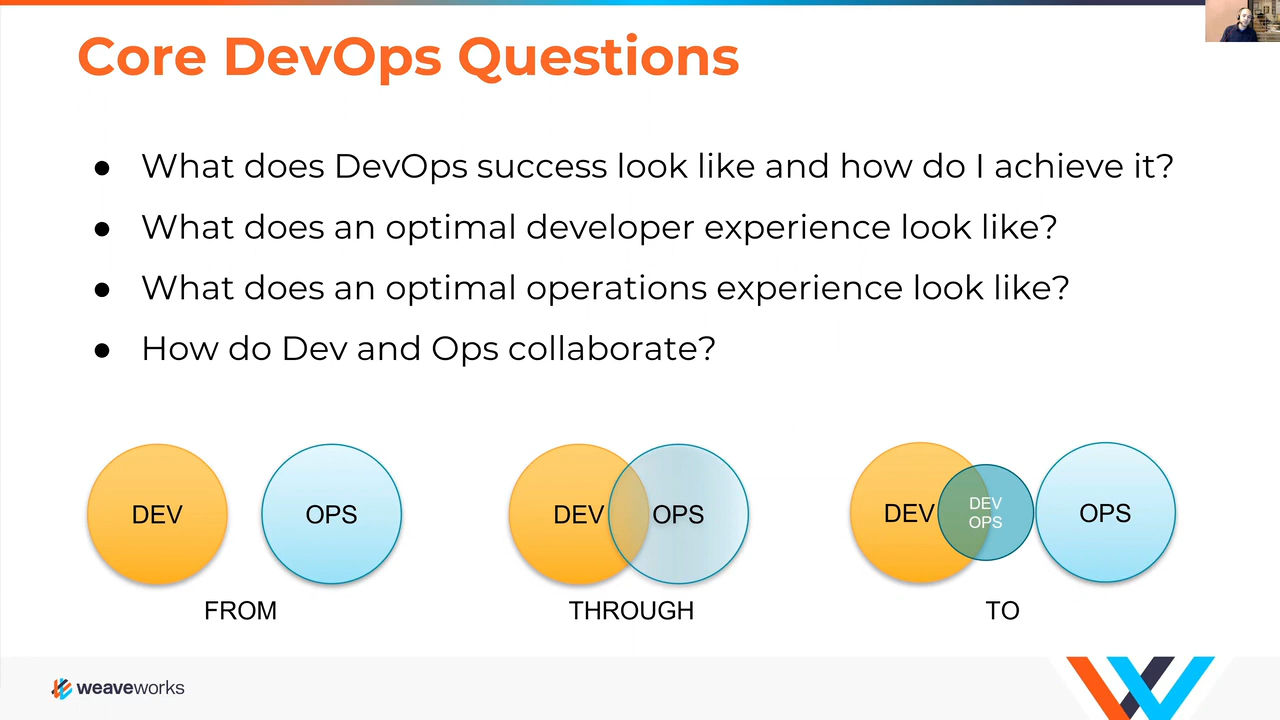 Core DevOps Questions
● What does DevOps success look like and how do I achieve it?
● What does an optimal developer experience look like?
● What does an optimal operations experience look like?
● How do Dev and Ops collaborate?
DEV OPS
FROM
DEV OPS
THROUGH
DEV
DEV
OPS
OPS
TO
weaveworks